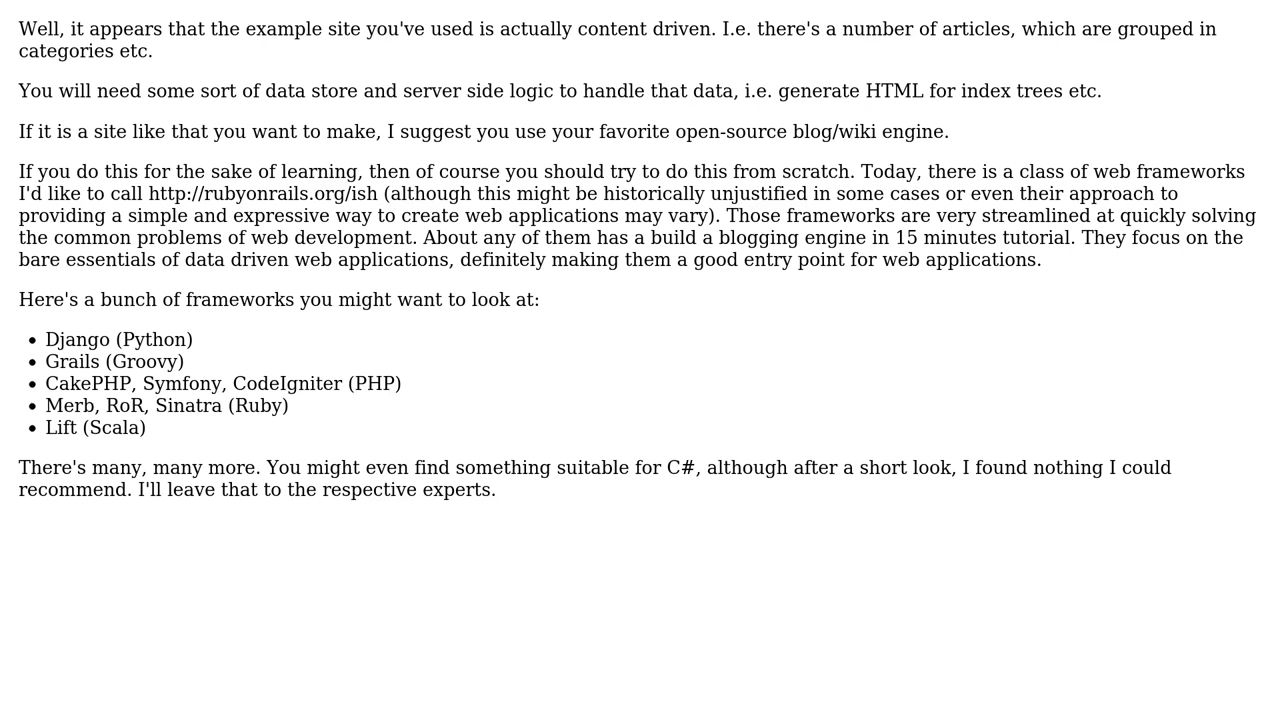 Well, it appears that the example site you've used is actually content driven. I.e. there's a number of articles, which are grouped in
categories etc.
You will need some sort of data store and server side logic to handle that data, i.e. generate HTML for index trees etc.
If it is a site like that you want to make, I suggest you use your favorite open-source blog/wiki engine.
If you do this for the sake of learning, then of course you should try to do this from scratch. Today, there is a class of web frameworks
I'd like to call http://rubyonrails.org/ish (although this might be historically unjustified in some cases or even their approach to
providing a simple and expressive way to create web applications may vary). Those frameworks are very streamlined at quickly solving
the common problems of web development. About any of them has a build a blogging engine in 15 minutes tutorial. They focus on the
bare essentials of data driven web applications, definitely making them a good entry point for web applications.
Here's a bunch of frameworks you might want to look at:
• Django (Python)
• Grails (Groovy)
• CakePHP, Symfony, CodeIgniter (PHP)
• Merb, RoR, Sinatra (Ruby)
• Lift (Scala)
There's many, many more. You might even find something suitable for C#, although after a short look, I found nothing I could
recommend. I'll leave that to the respective experts.